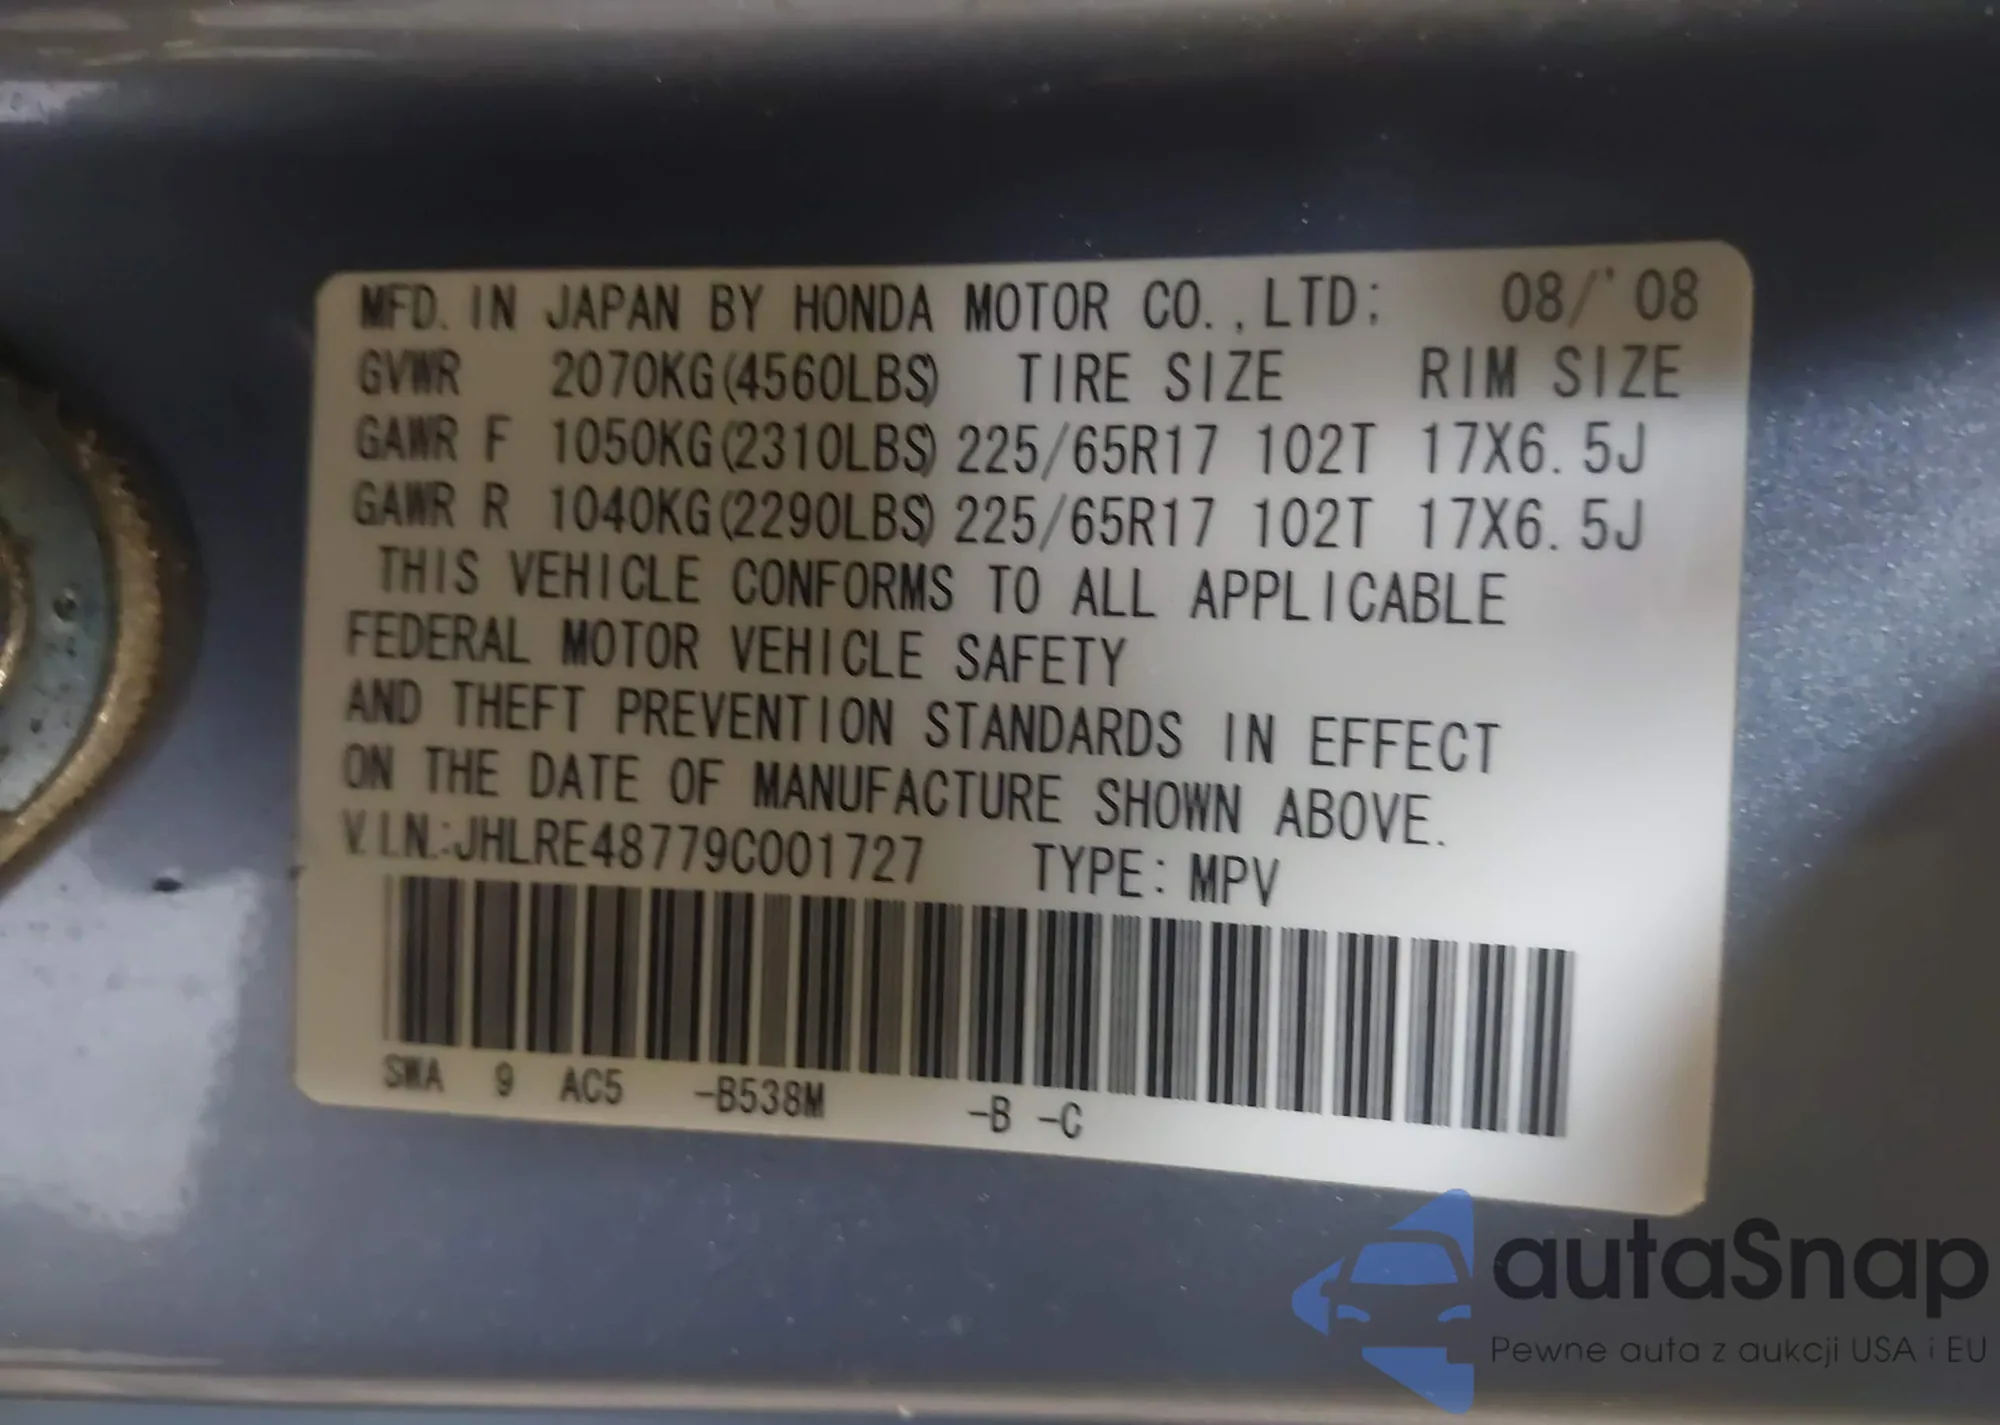 MFD. IN JAPAN BY HONDA MOTOR CO.,LTD; 08/'08
GVWR 2070KG(4560LBS) TIRE SIZE RIM SIZE
GAWR F 1050KG(2310LBS) 225/65R17 102T 17X6.5J
GAWR R 1040KG(2290LBS) 225/65R17 102T 17X6.5J
THIS VEHICLE CONFORMS TO ALL APPLICABLE
FEDERAL MOTOR VEHICLE SAFETY
AND THEFT PREVENTION STANDARDS IN EFFECT
ON THE DATE OF MANUFACTURE SHOWN ABOVE.
V.I.N.:JHLRE48779C001727 TYPE: MPV
SWA 9 AC5 -B538M -B -C
autaSnap
Pewne auta z aukcji USA i EU